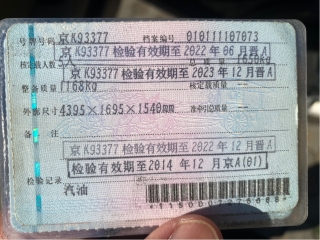 号牌号码 京K93377 档案编号 010111107073
京K93377检验有效期至2022年06月晋A
核定载人数 5人 总质量 1650kg
京K93377检验有效期至2023年12月晋A
整备质量 1168kg 核定载质量 --
外廓尺寸 4395×1695×1540mm 准牵引总质量 --
备注
京K93377检验有效期至2022年12月晋A
检验有效期至2014年12月京A(01)
检验记录
汽油